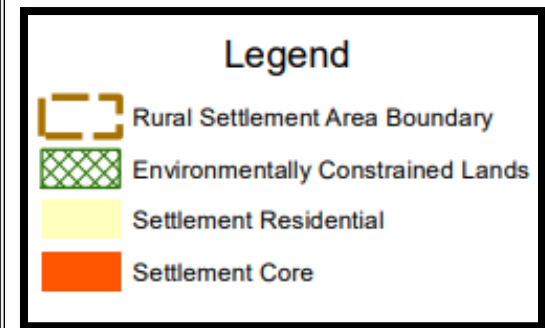 Legend
Rural Settlement Area Boundary
Environmentally Constrained Lands
Settlement Residential
Settlement Core